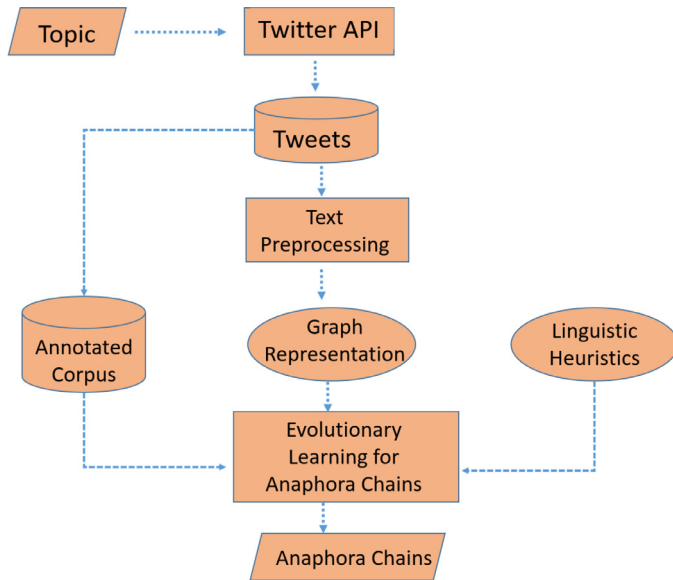 Topic
Twitter API
Tweets
Text
Preprocessing
Graph
Representation
Linguistic
Heuristics
Annotated
Corpus
Evolutionary
Learning for
Anaphora Chains
Anaphora Chains